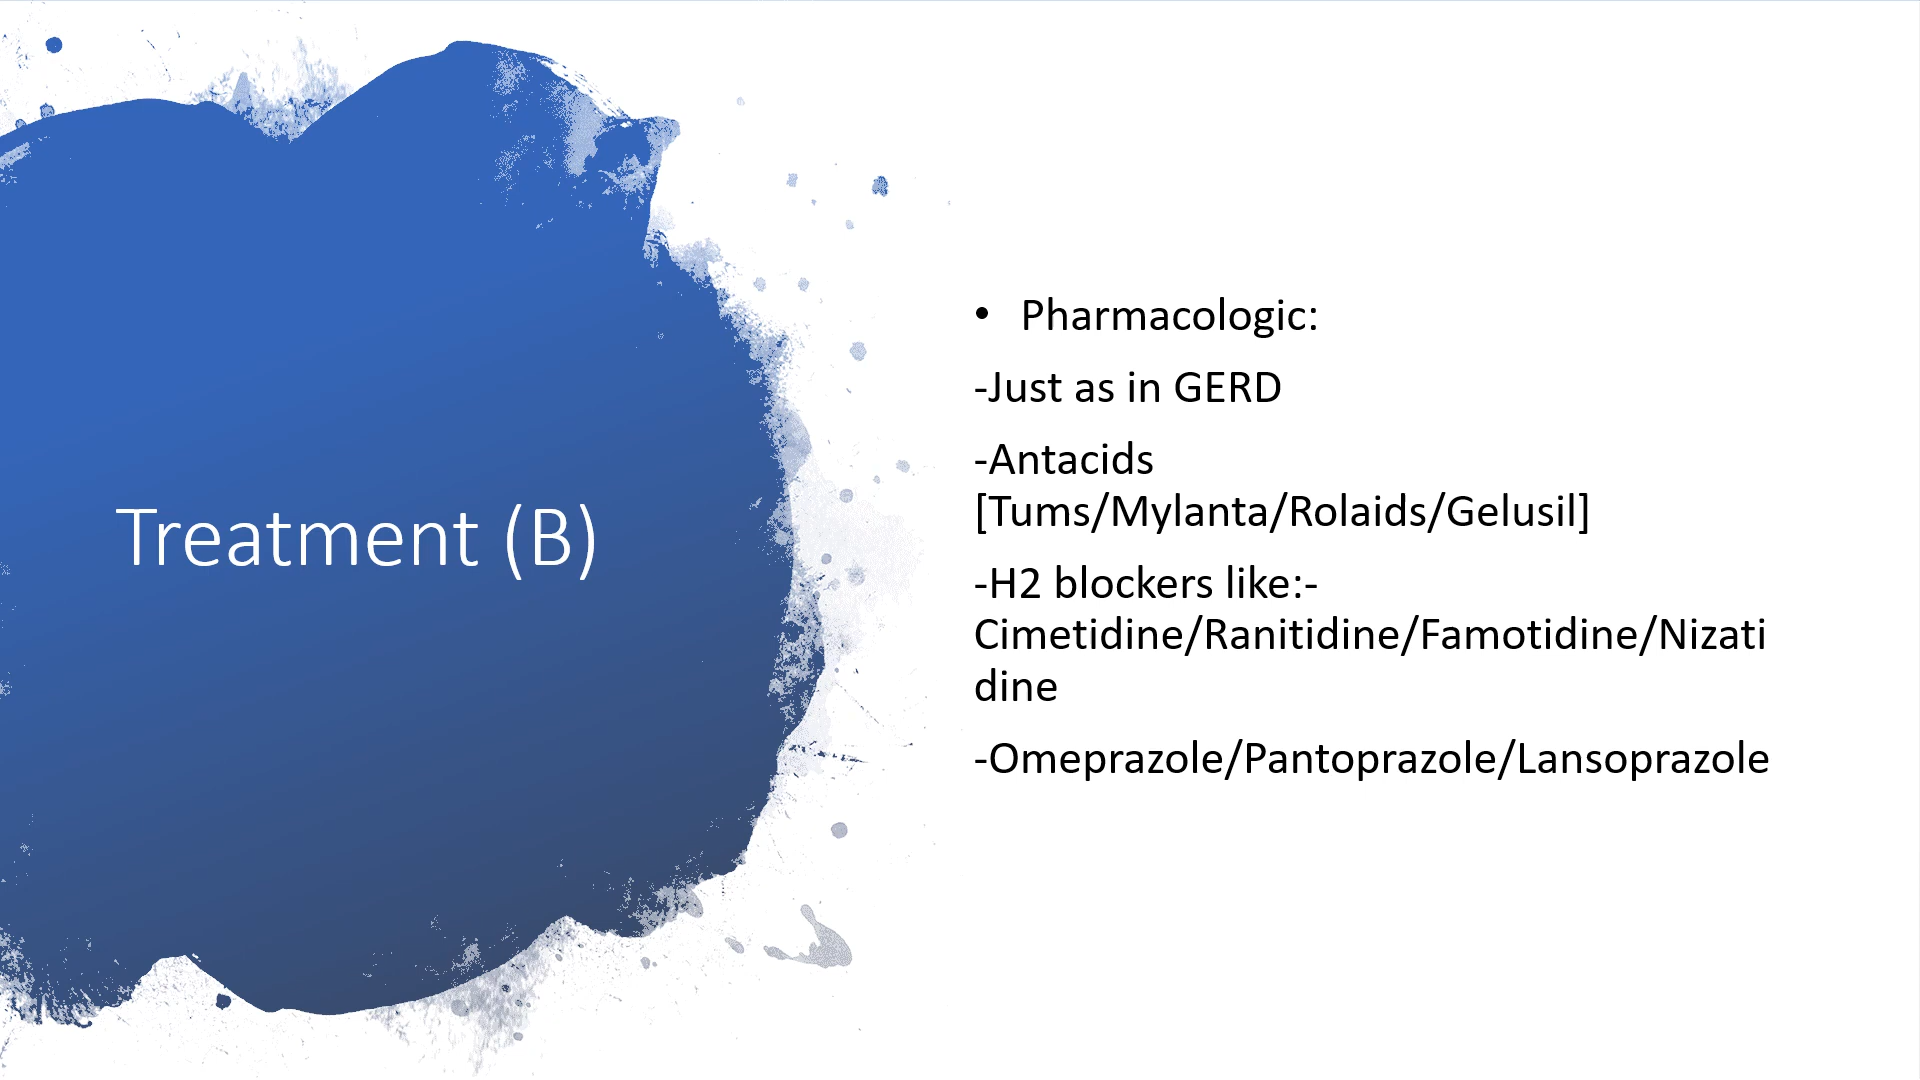 Treatment (B)
• Pharmacologic:
-Just as in GERD
-Antacids
[Tums/Mylanta/Rolaids/Gelusil]
-H2 blockers like:-
Cimetidine/Ranitidine/Famotidine/Nizati
dine
-Omeprazole/Pantoprazole/Lansoprazole